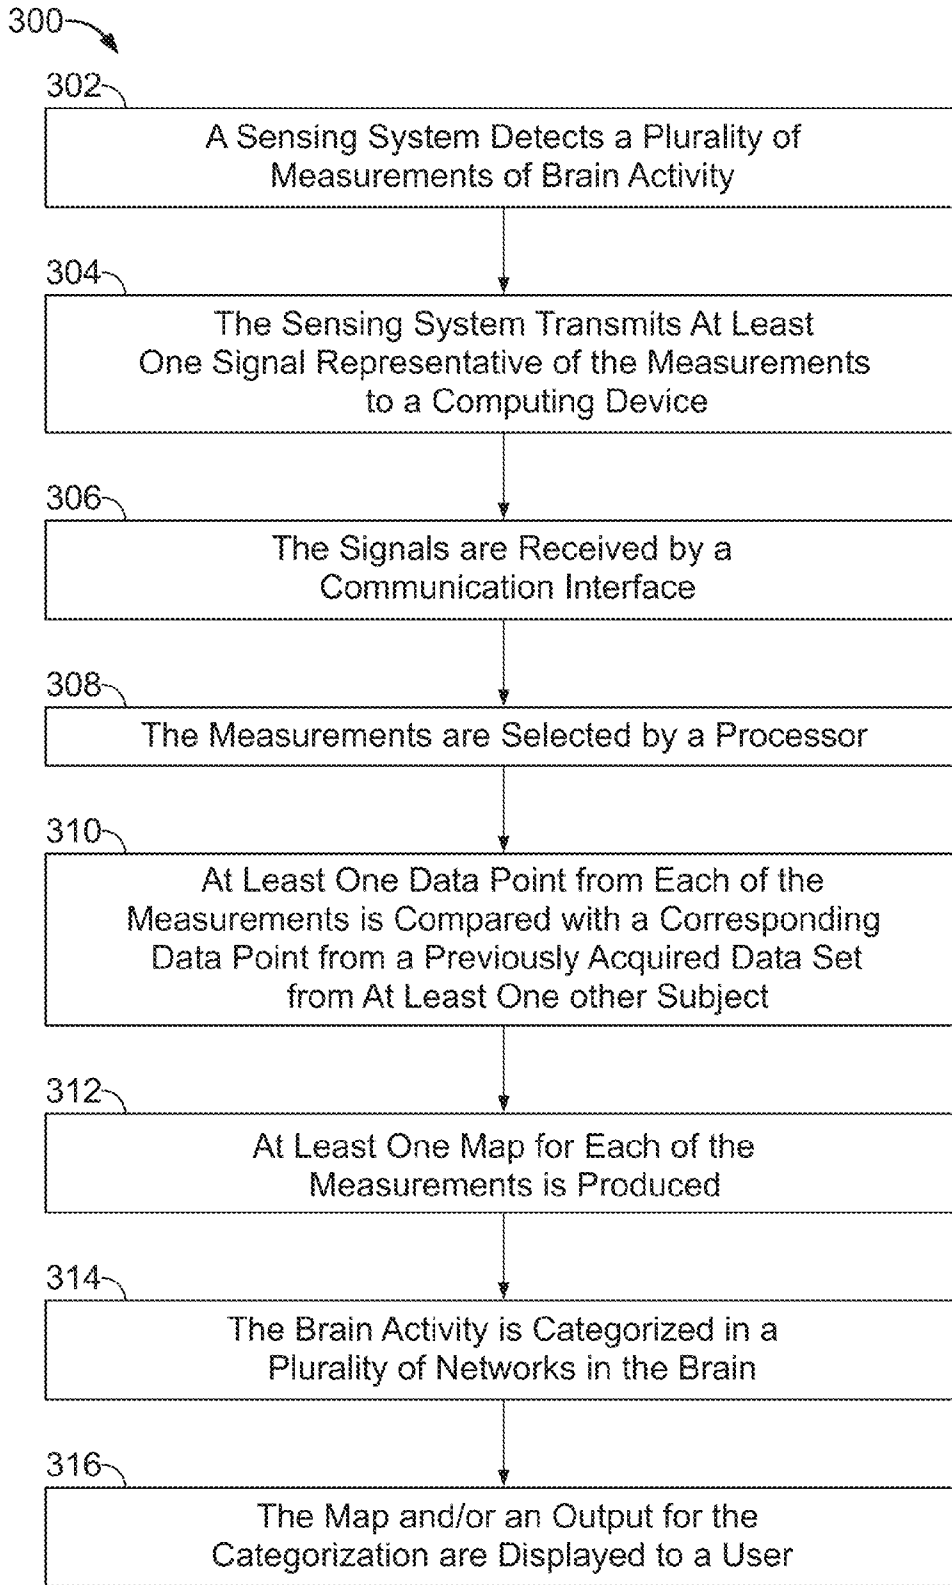 300
302
A Sensing System Detects a Plurality of
Measurements of Brain Activity
304
The Sensing System Transmits At Least
One Signal Representative of the Measurements
to a Computing Device
306
The Signals are Received by a
Communication Interface
308
The Measurements are Selected by a Processor
310
At Least One Data Point from Each of the
Measurements is Compared with a Corresponding
Data Point from a Previously Acquired Data Set
from At Least One other Subject
312
At Least One Map for Each of the
Measurements is Produced
314
The Brain Activity is Categorized in a
Plurality of Networks in the Brain
316
The Map and/or an Output for the
Categorization are Displayed to a User